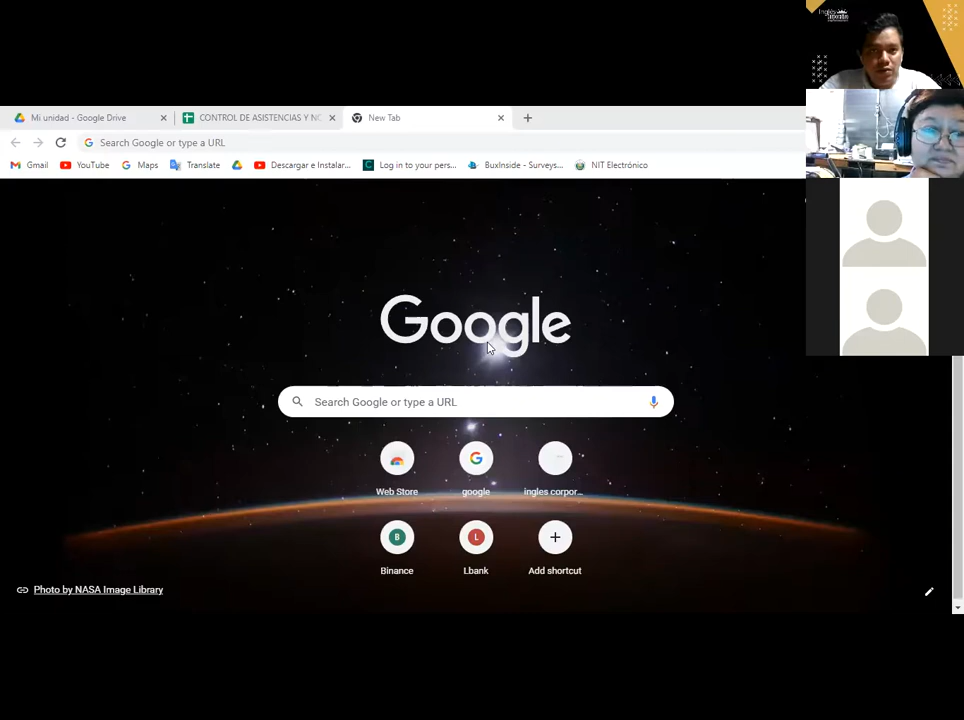 Mi unidad - Google Drive
CONTROL DE ASISTENCIAS Y NO
New Tab
Search Google or type a URL
Gmail
YouTube
Maps
Translate
Descargar e Instalar...
Log in to your pers...
BuxInside - Surveys...
NIT Electrónico
Google
Search Google or type a URL
Web Store
google
ingles corpor...
B
L
Binance
Lbank
Add shortcut
Photo by NASA Image Library
Inglés